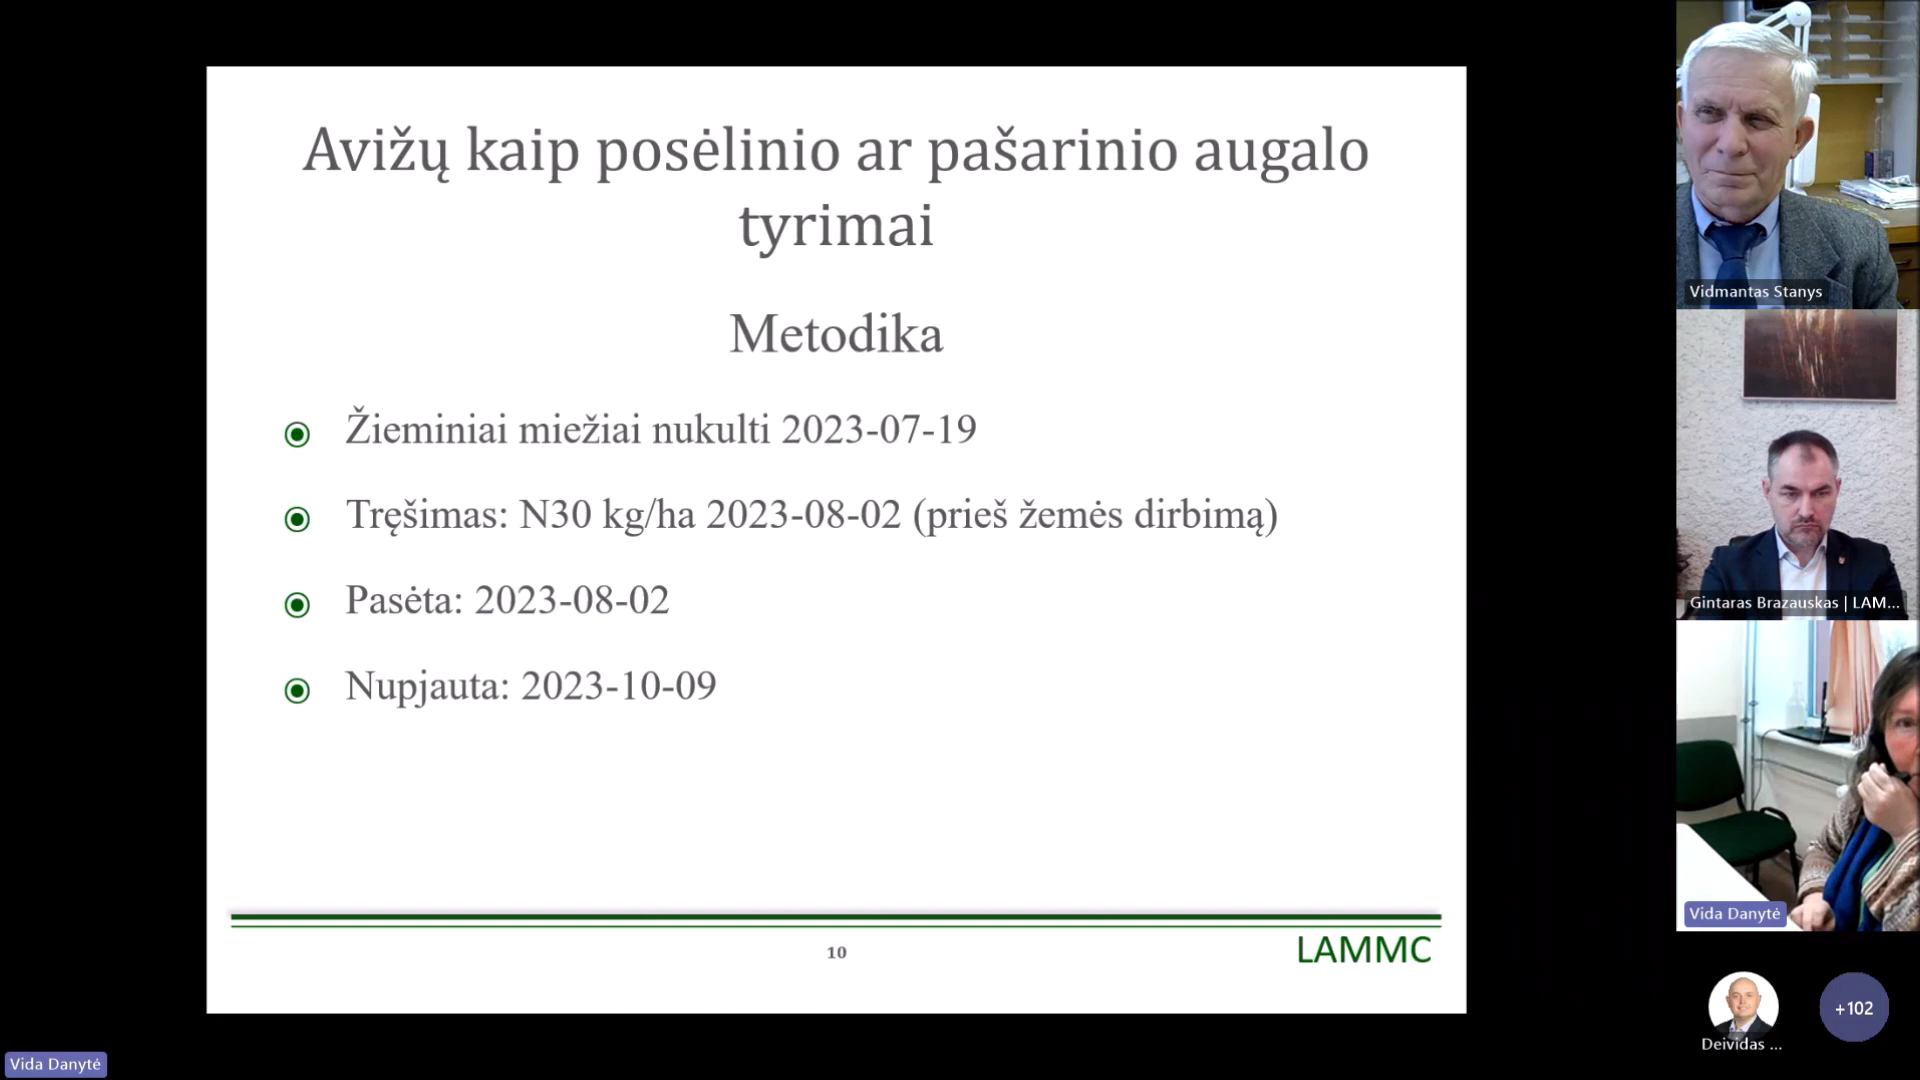 Avižų kaip posėlinio ar pašarinio augalo
tyrimai
Metodika
Žieminiai miežiai nukulti 2023-07-19
Tręšimas: N30 kg/ha 2023-08-02 (prieš žemės dirbimą)
Pasėta: 2023-08-02
Nupjauta: 2023-10-09
10
LAMMC
Vidmantas Stanys
Gintaras Brazauskas | LAM...
Vida Danytė
Deividas ...
+102
Vida Danytė